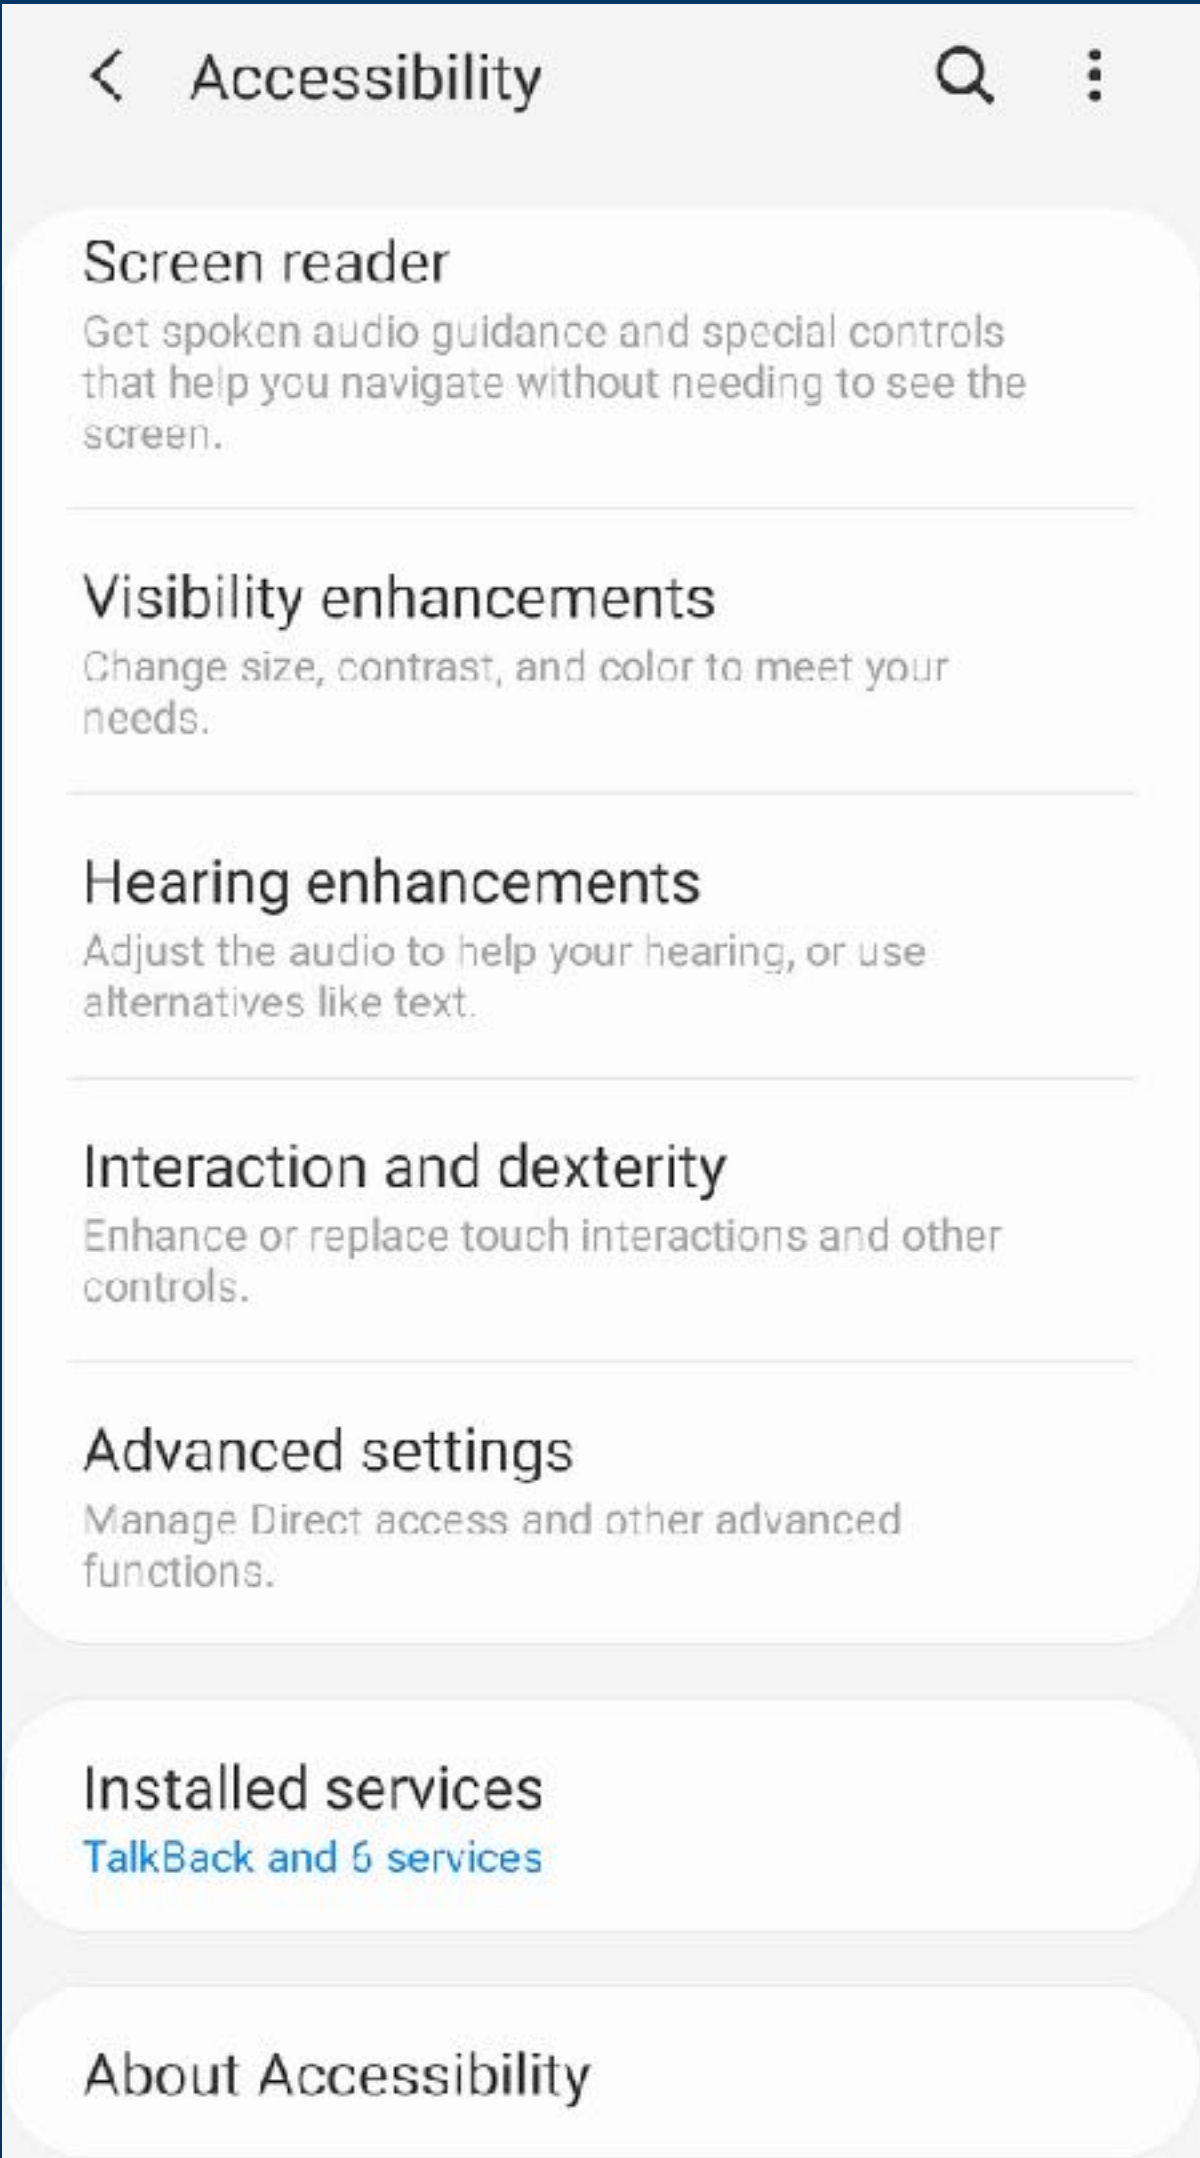 Accessibility
Screen reader
Get spoken audio guidance and special controls
that help you navigate without needing to see the
screen.
Visibility enhancements
Change size, contrast, and color to meet your
needs.
Hearing enhancements
Adjust the audio to help your hearing, or use
alternatives like text.
Interaction and dexterity
Enhance or replace touch interactions and other
controls.
Advanced settings
Manage Direct access and other advanced
functions.
Installed services
TalkBack and 6 services
About Accessibility